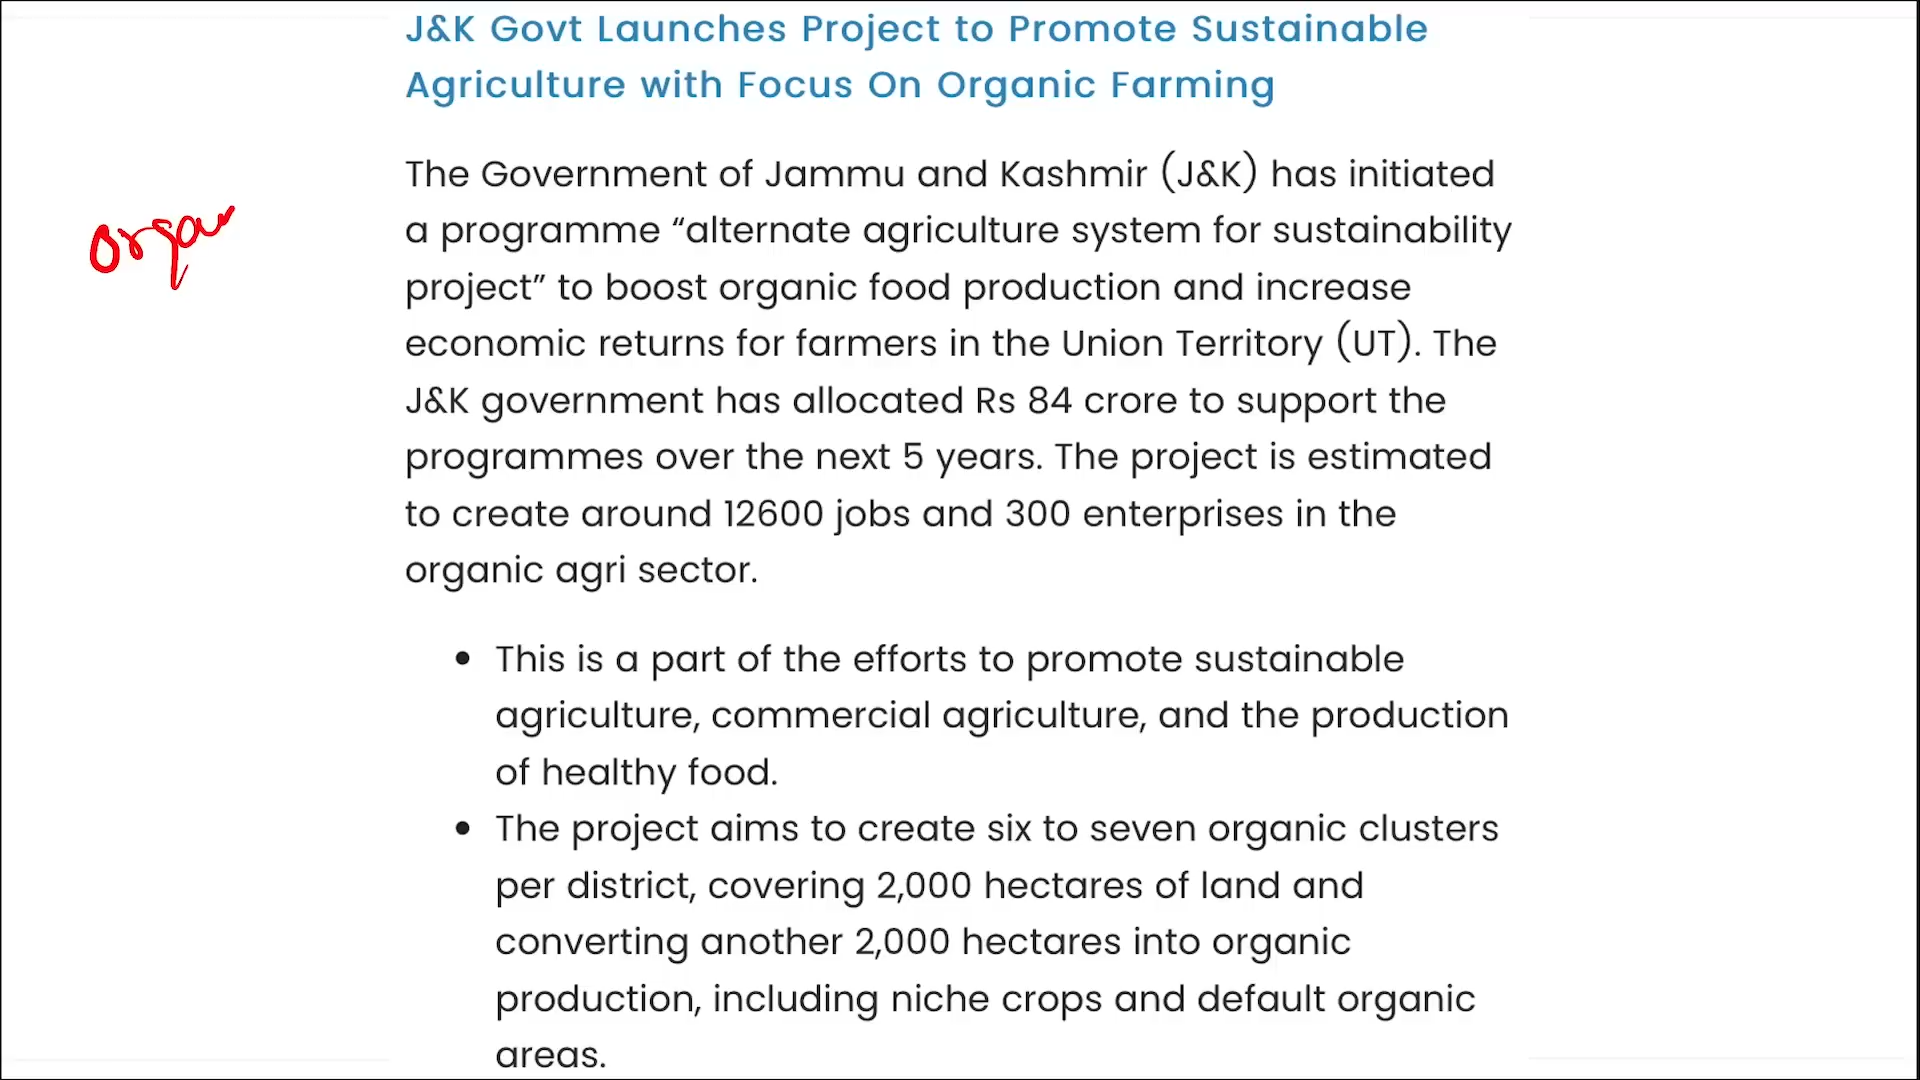 J&K Govt Launches Project to Promote Sustainable
Agriculture with Focus On Organic Farming
The Government of Jammu and Kashmir (J&K) has initiated
a programme “alternate agriculture system for sustainability
project” to boost organic food production and increase
economic returns for farmers in the Union Territory (UT). The
J&K government has allocated Rs 84 crore to support the
programmes over the next 5 years. The project is estimated
to create around 12600 jobs and 300 enterprises in the
organic agri sector.
• This is a part of the efforts to promote sustainable
agriculture, commercial agriculture, and the production
of healthy food.
• The project aims to create six to seven organic clusters
per district, covering 2,000 hectares of land and
converting another 2,000 hectares into organic
production, including niche crops and default organic
areas.